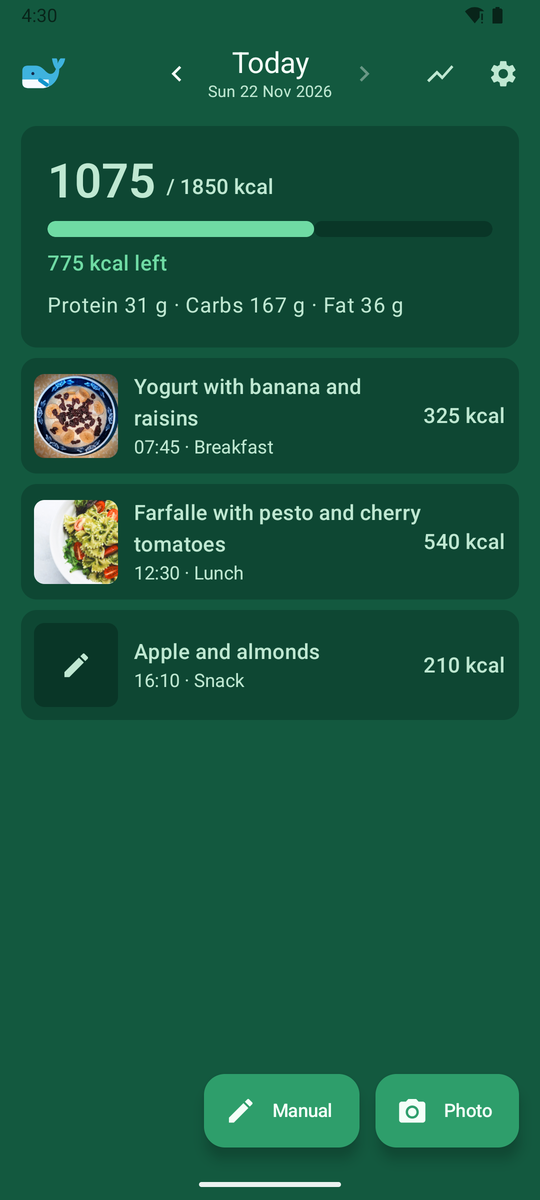 4:30
Today
Sun 22 Nov 2026
1075 / 1850 kcal
775 kcal left
Protein 31 g · Carbs 167 g · Fat 36 g
Yogurt with banana and
raisins
325 kcal
07:45 · Breakfast
Farfalle with pesto and cherry
tomatoes
540 kcal
12:30 · Lunch
Apple and almonds
210 kcal
16:10 · Snack
Manual
Photo